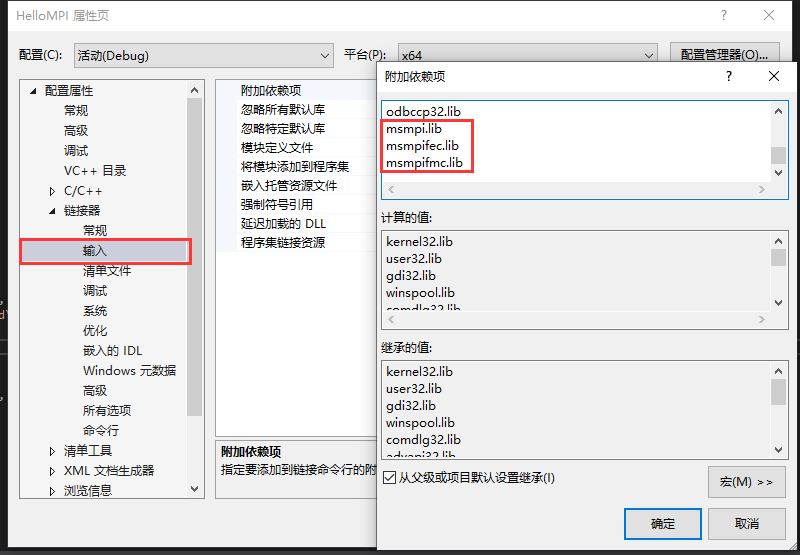 HelloMPI 属性页
配置(C):
活动(Debug)
平台(P):
x64
配置管理器(O)...
配置属性
常规
高级
调试
VC++ 目录
C/C++
链接器
常规
输入
清单文件
调试
系统
优化
嵌入的 IDL
Windows 元数据
高级
所有选项
命令行
清单工具
XML 文档生成器
浏览信息
附加依赖项
忽略所有默认库
忽略特定默认库
模块定义文件
将模块添加到程序集
嵌入托管资源文件
强制符号引用
延迟加载的 DLL
程序集链接资源
附加依赖项
指定要添加到链接命令行的附
附加依赖项
odbccp32.lib
msmpi.lib
msmpifec.lib
msmpifmc.lib
计算的值:
kernel32.lib
user32.lib
gdi32.lib
winspool.lib
comdlg32.lib
继承的值:
kernel32.lib
user32.lib
gdi32.lib
winspool.lib
comdlg32.lib
advapi32.lib
从父级或项目默认设置继承(I)
宏(M) >>
确定
取消